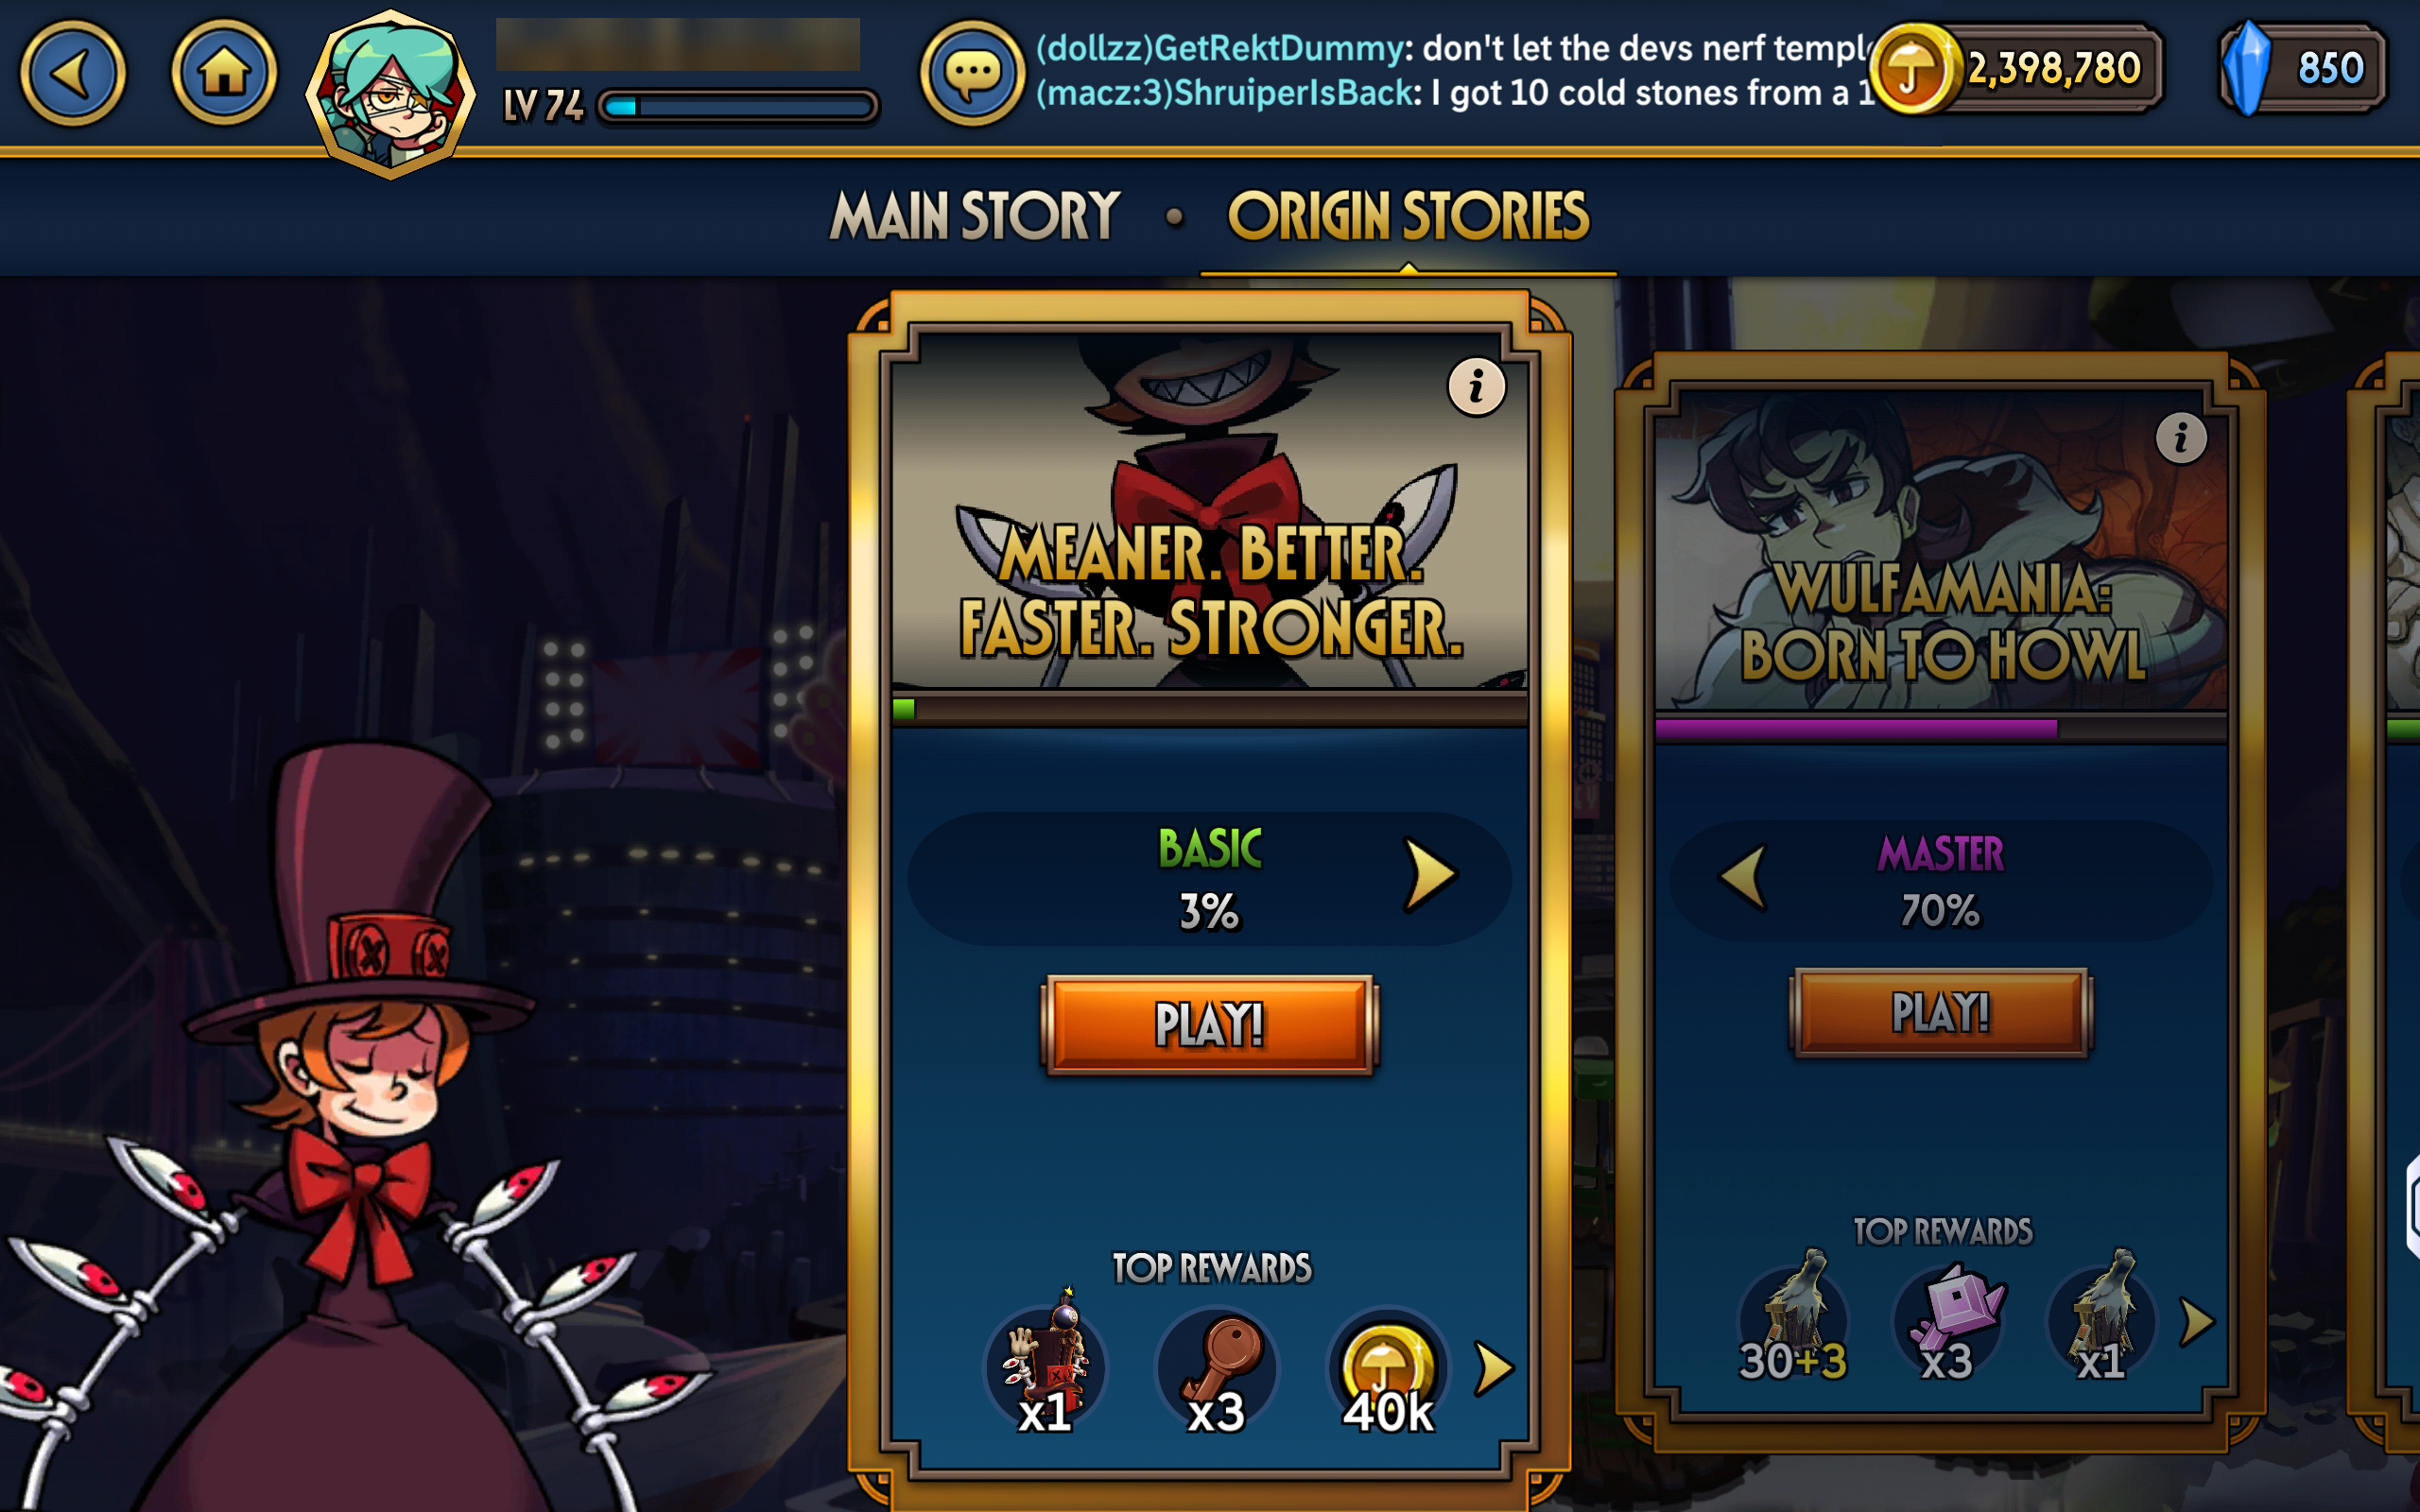 LV 74
(dollzz)GetRektDummy: don't let the devs nerf templ
(macz:3)ShruiperIsBack: I got 10 cold stones from a 1
2,398,780
850
MAIN STORY • ORIGIN STORIES
i
MEANER. BETTER.
FASTER. STRONGER.
BASIC
3%
PLAY!
TOP REWARDS
x1
x3
40k
i
WULFAMANIA:
BORN TO HOWL
MASTER
70%
PLAY!
TOP REWARDS
30+3
x3
x1